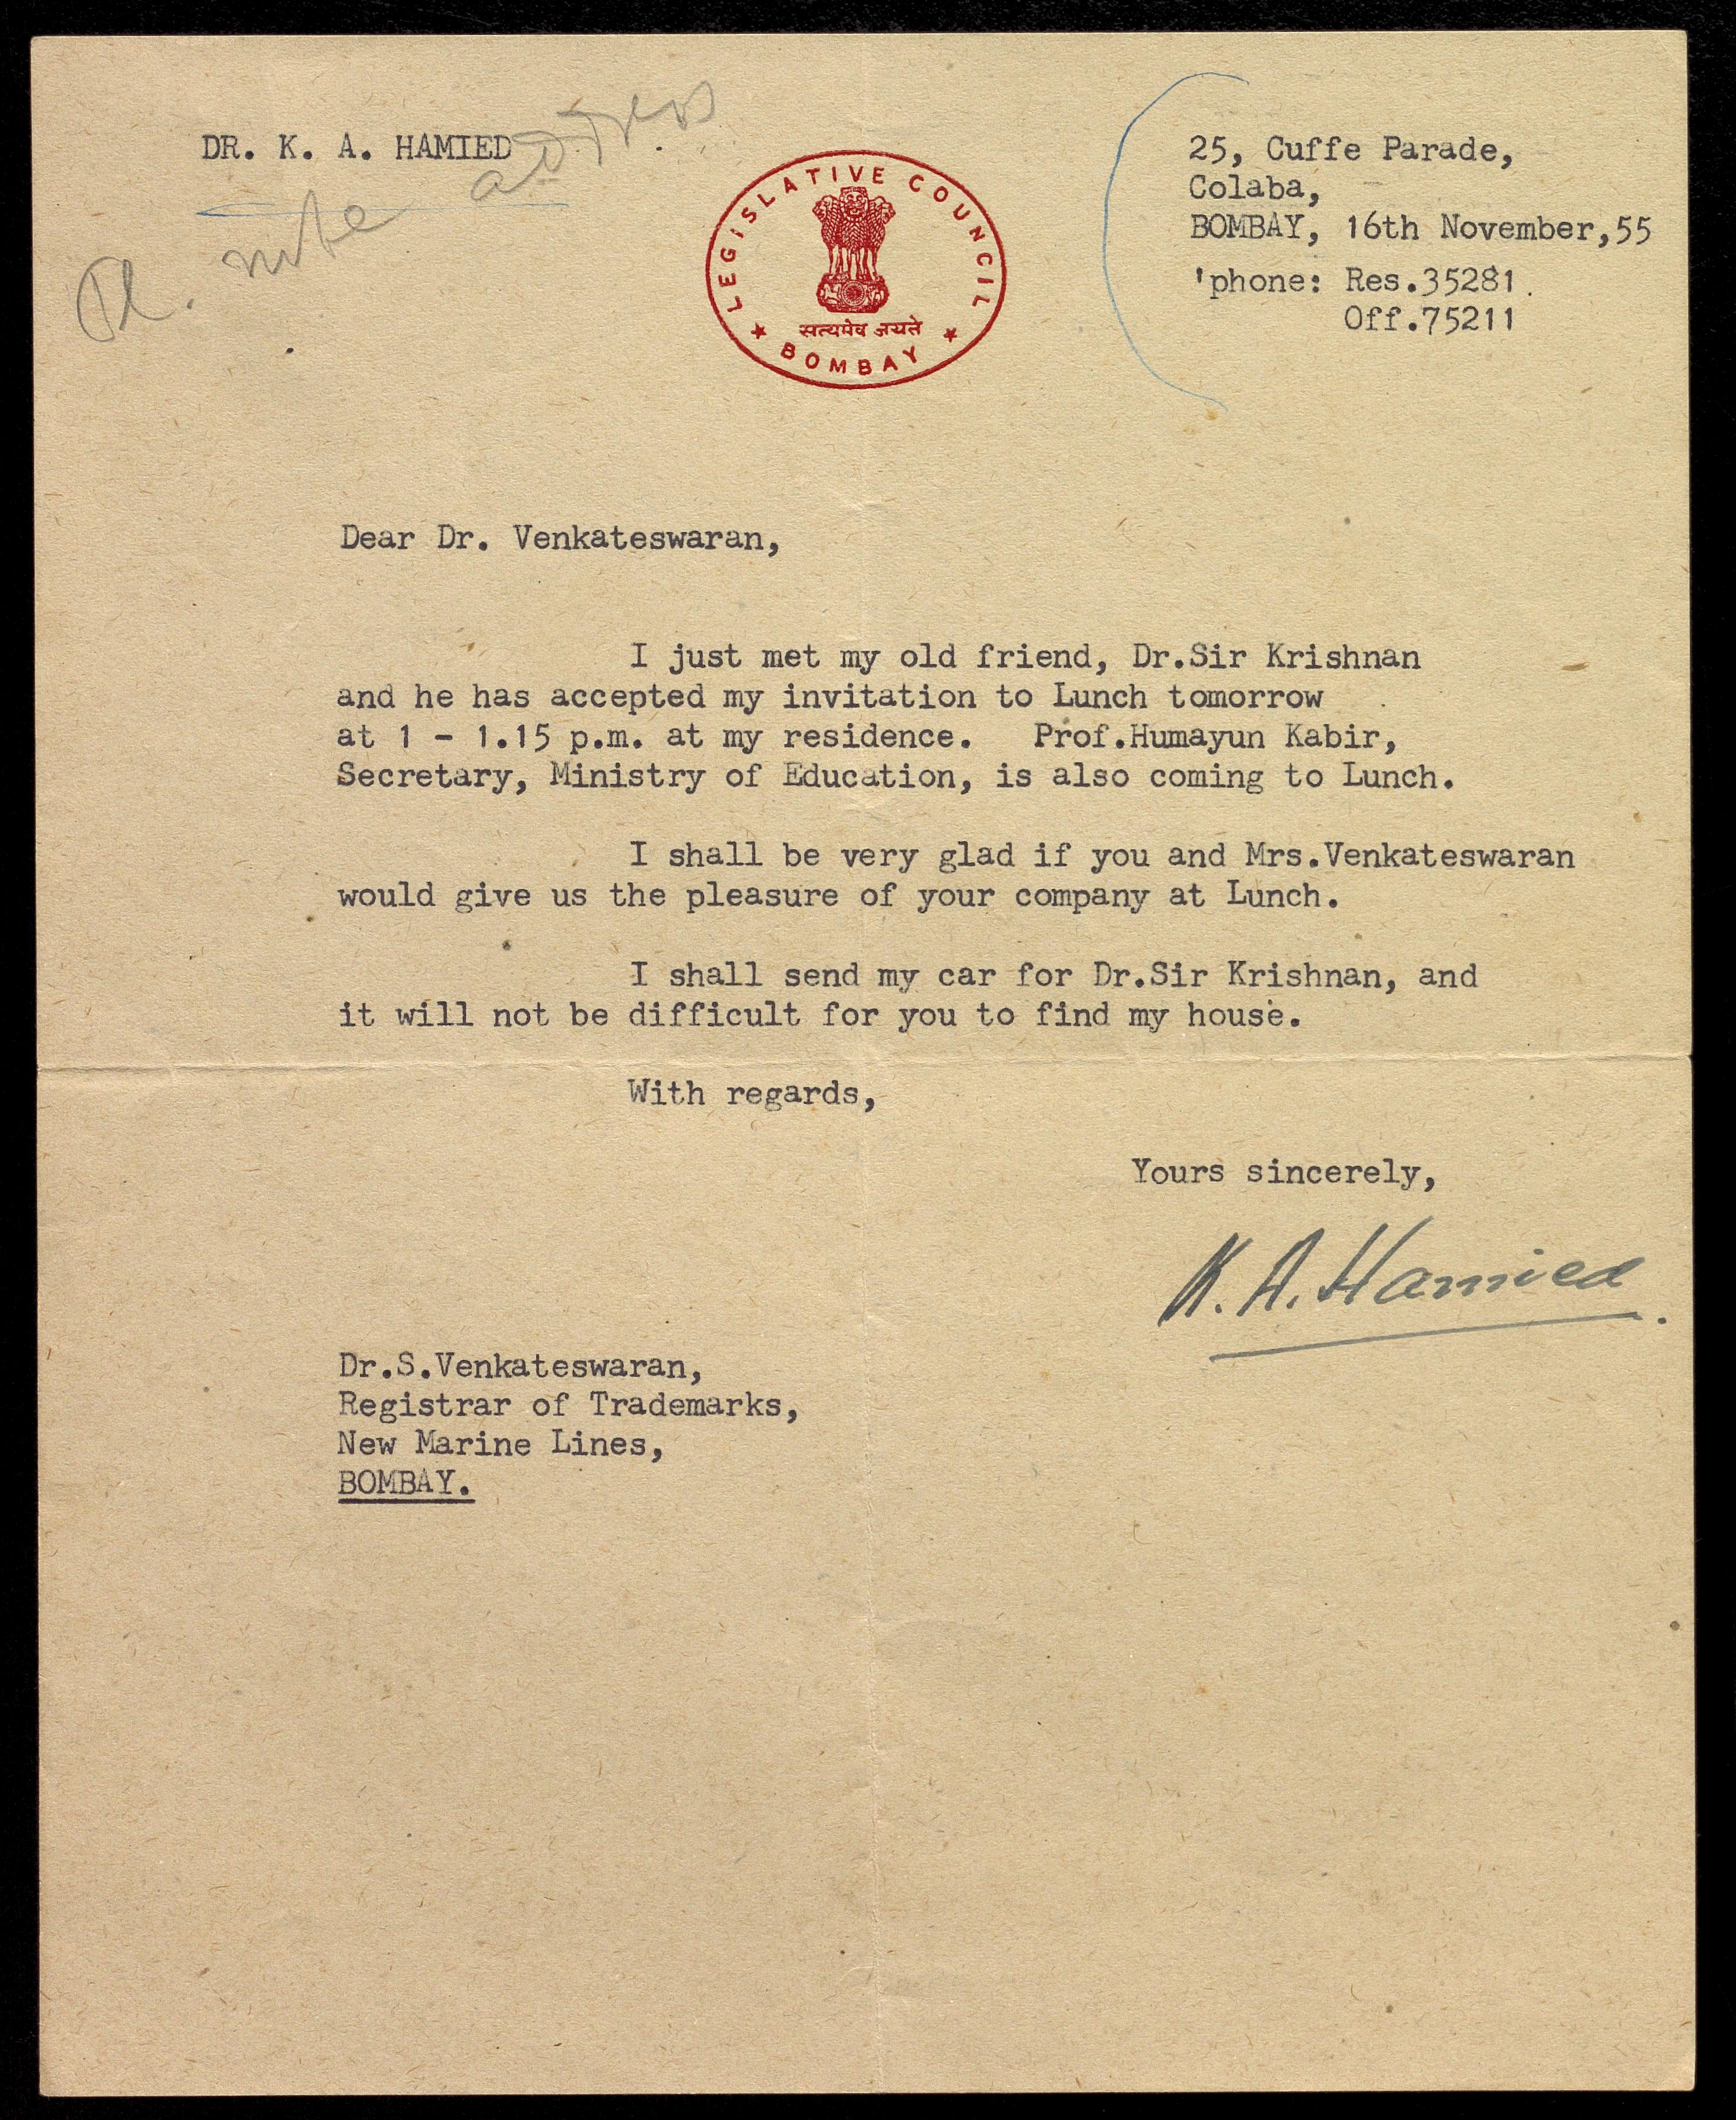 Pl. note address
DR. K. A. HAMIED
LEGISLATIVE COUNCIL
सत्यमेव जयते
BOMBAY
25, Cuffe Parade,
Colaba,
BOMBAY, 16th November,55
'phone: Res.35281.
Off.75211
Dear Dr. Venkateswaran,
I just met my old friend, Dr.Sir Krishnan
and he has accepted my invitation to Lunch tomorrow
at 1 - 1.15 p.m. at my residence. Prof.Humayun Kabir,
Secretary, Ministry of Education, is also coming to Lunch.
I shall be very glad if you and Mrs.Venkateswaran
would give us the pleasure of your company at Lunch.
I shall send my car for Dr.Sir Krishnan, and
it will not be difficult for you to find my house.
With regards,
Yours sincerely,
K. A. Hamied.
Dr.S.Venkateswaran,
Registrar of Trademarks,
New Marine Lines,
BOMBAY.